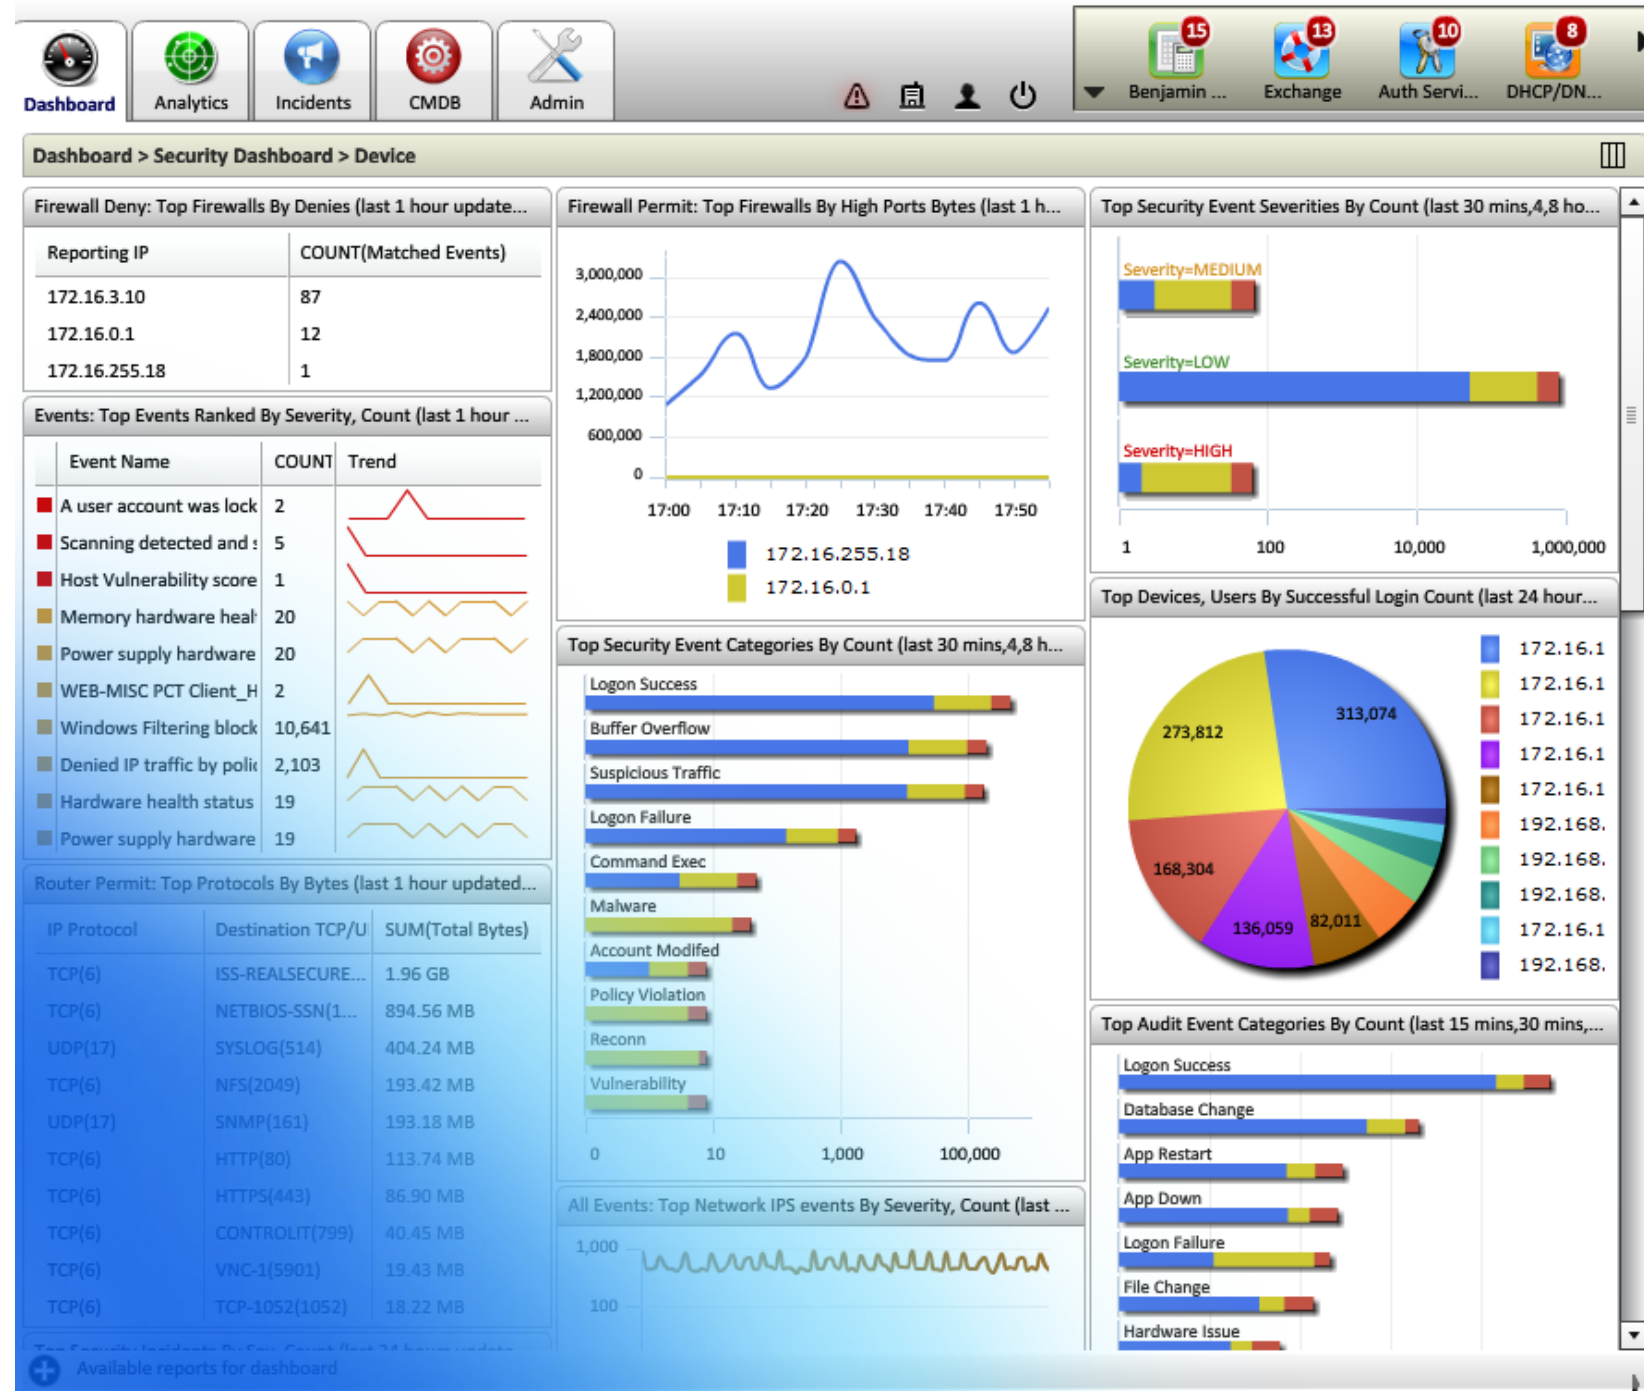 15
13
10
8
Dashboard
Analytics
Incidents
CMDB
Admin
Benjamin ...
Exchange
Auth Servi...
DHCP/DN...
Dashboard > Security Dashboard > Device
Firewall Deny: Top Firewalls By Denies (last 1 hour update...
Reporting IP COUNT(Matched Events)
172.16.3.10 87
172.16.0.1 12
172.16.255.18 1
Events: Top Events Ranked By Severity, Count (last 1 hour ...
Event Name COUNT Trend
A user account was lock 2
Scanning detected and 5
Host Vulnerability score 1
Memory hardware heal 20
Power supply hardware 20
WEB-MISC PCT Client_H 2
Windows Filtering block 10,641
Denied IP traffic by polic 2,103
Hardware health status 19
Power supply hardware 19
Router Permit: Top Protocols By Bytes (last 1 hour updated...
IP Protocol Destination TCP/U SUM(Total Bytes)
TCP(6) ISS-REALSECURE... 1.96 GB
TCP(6) NETBIOS-SSN(1... 894.56 MB
UDP(17) SYSLOG(514) 404.24 MB
TCP(6) NFS(2049) 193.42 MB
UDP(17) SNMP(161) 193.18 MB
TCP(6) HTTP(80) 113.74 MB
TCP(6) HTTPS(443) 86.90 MB
TCP(6) CONTROLIT(799) 40.45 MB
TCP(6) VNC-1(5901) 19.43 MB
TCP(6) TCP-1052(1052) 18.22 MB
Available reports for dashboard
Firewall Permit: Top Firewalls By High Ports Bytes (last 1 h...
3,000,000
2,400,000
1,800,000
1,200,000
600,000
0
17:00 17:10 17:20 17:30 17:40 17:50
172.16.255.18
172.16.0.1
Top Security Event Categories By Count (last 30 mins,4,8 h...
Logon Success
Buffer Overflow
Suspicious Traffic
Logon Failure
Command Exec
Malware
Account Modifed
Policy Violation
Reconn
Vulnerability
0 10 1,000 100,000
All Events: Top Network IPS events By Severity, Count (last ...
1,000
100
Top Security Event Severities By Count (last 30 mins,4,8 ho...
Severity=MEDIUM
Severity=LOW
Severity=HIGH
1 100 10,000 1,000,000
Top Devices, Users By Successful Login Count (last 24 hour...
313,074
273,812
168,304
136,059
82,011
172.16.1
172.16.1
172.16.1
172.16.1
172.16.1
192.168.
192.168.
192.168.
172.16.1
192.168.
Top Audit Event Categories By Count (last 15 mins,30 mins,...
Logon Success
Database Change
App Restart
App Down
Logon Failure
File Change
Hardware Issue